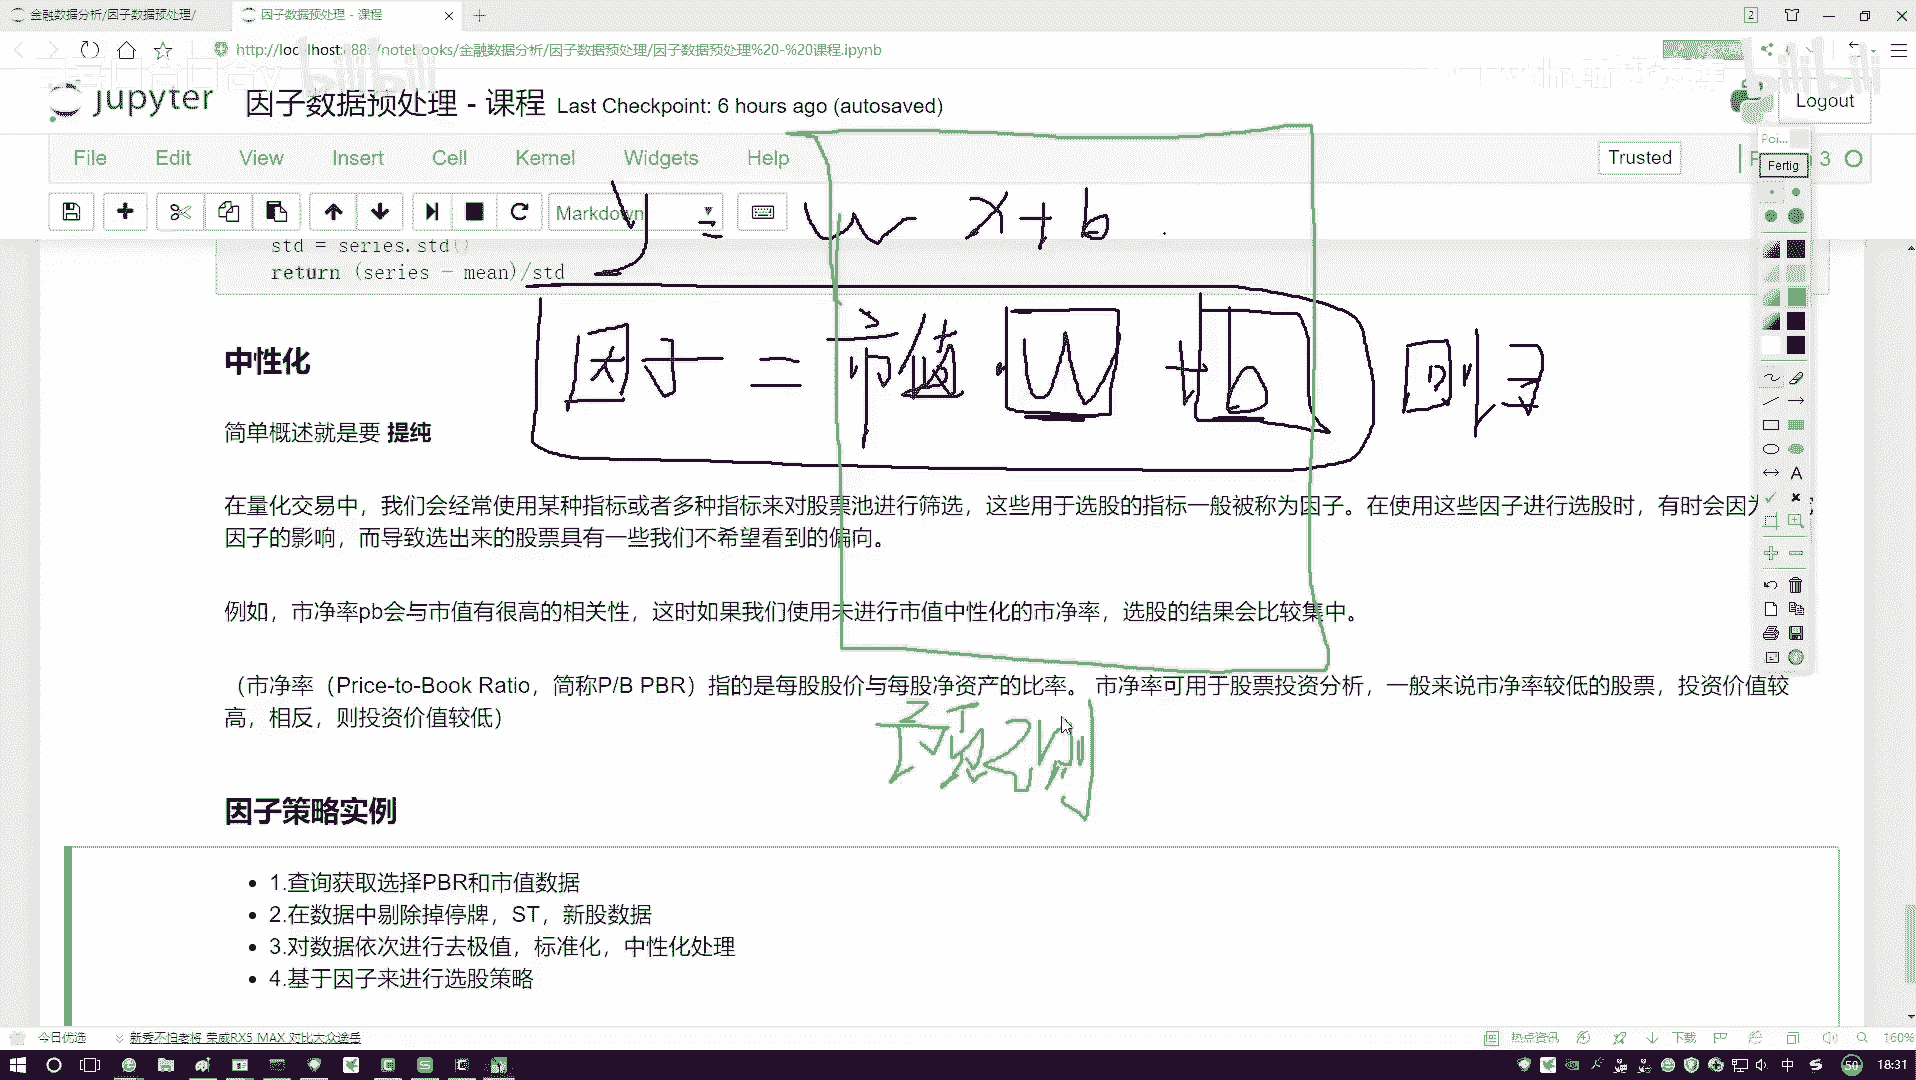 金融数据分析/因子数据预处理/
因子数据预处理 - 课程
2
notebooks/金融数据分析/因子数据预处理/因子数据预处理%20-%20课程.ipynb
bilibili
bilibili
jupyter
因子数据预处理 - 课程
Last Checkpoint: 6 hours ago (autosaved)
Logout
Poi...
Fertig
File
Edit
View
Insert
Cell
Kernel
Widgets
Help
Trusted
3
Markdown
y = w x + b
std = series.std()
return (series - mean)/std
因子 = 市值 · W + b 回归
中性化
简单概述就是要 提纯
在量化交易中，我们会经常使用某种指标或者多种指标来对股票池进行筛选，这些用于选股的指标一般被称为因子。在使用这些因子进行选股时，有时会因为
因子的影响，而导致选出来的股票具有一些我们不希望看到的偏向。
例如，市净率pb会与市值有很高的相关性，这时如果我们使用未进行市值中性化的市净率，选股的结果会比较集中。
（市净率（Price-to-Book Ratio，简称P/B PBR）指的是每股股价与每股净资产的比率。 市净率可用于股票投资分析，一般来说市净率较低的股票，投资价值较
高，相反，则投资价值较低）
因子策略实例
1.查询获取选择PBR和市值数据
2.在数据中剔除掉停牌，ST，新股数据
3.对数据依次进行去极值，标准化，中性化处理
4.基于因子来进行选股策略
今日优选
新秀不怕老将 荣威RX5 MAX 对比大众途岳
热点资讯
下载
160%
中
50
18:31